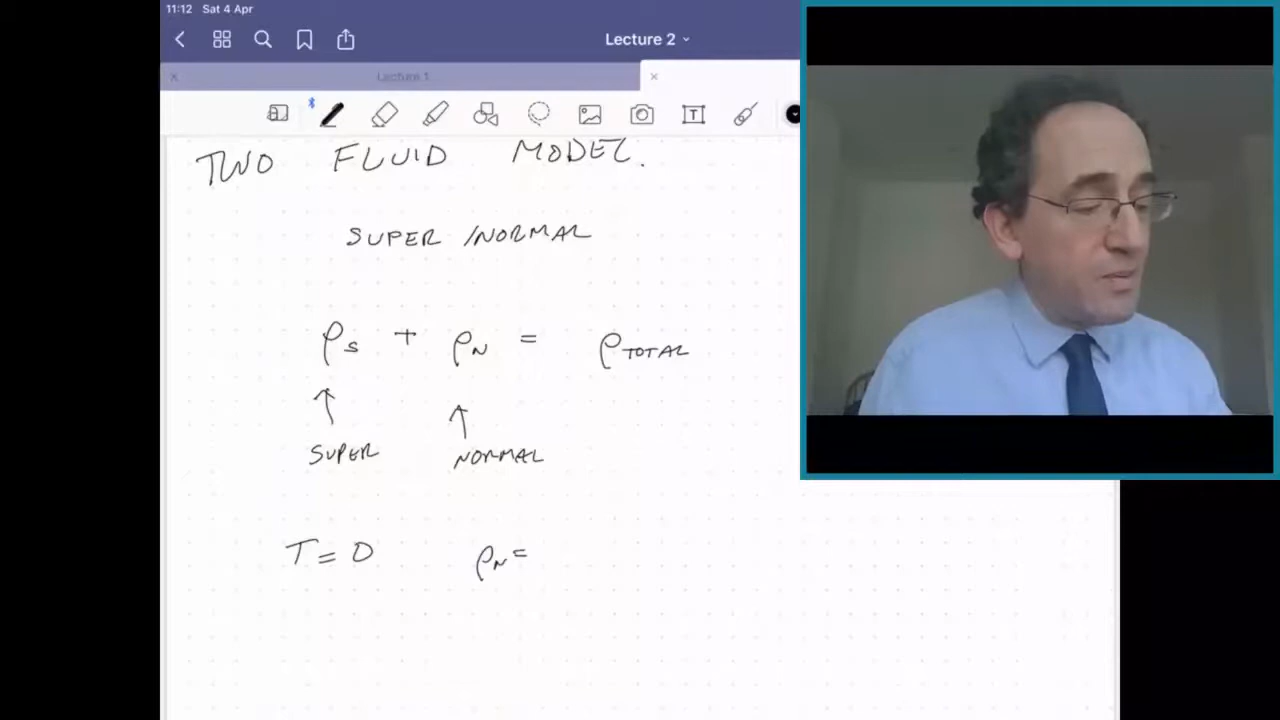 11:12 Sat 4 Apr
Lecture 2
Lecture 1
TWO FLUID MODEL.
SUPER/NORMAL
ρS + ρN = ρTOTAL
↑ ↑
SUPER NORMAL
T = 0 ρN =